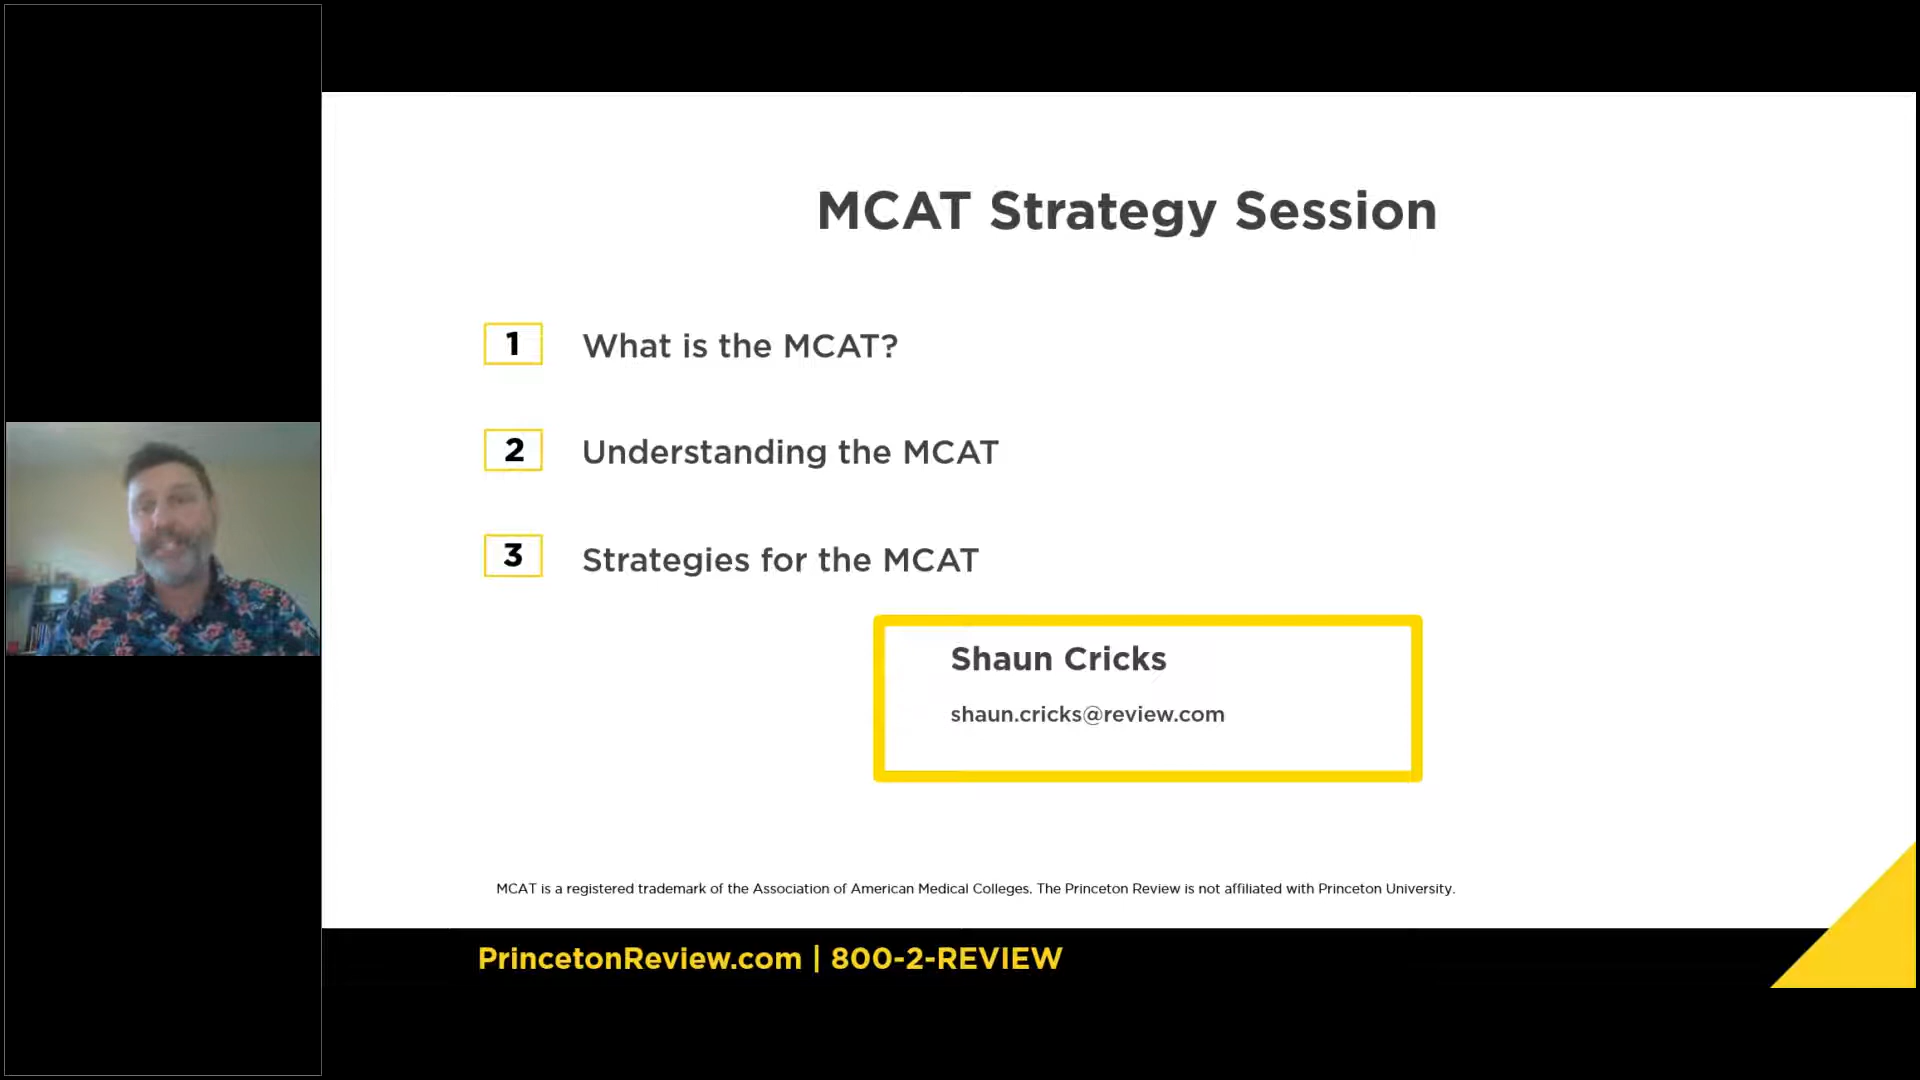 MCAT Strategy Session
1 What is the MCAT?
2 Understanding the MCAT
3 Strategies for the MCAT
Shaun Cricks
shaun.cricks@review.com
MCAT is a registered trademark of the Association of American Medical Colleges. The Princeton Review is not affiliated with Princeton University.
PrincetonReview.com | 800-2-REVIEW